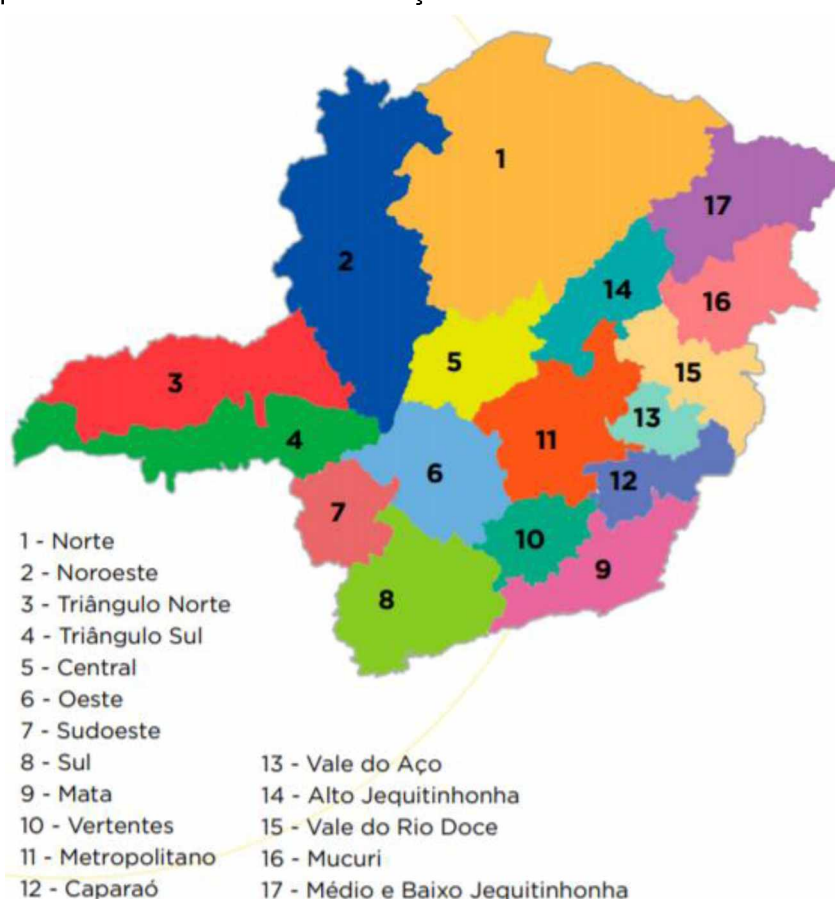 1
2
17
14
16
3
5
15
4
13
11
6
12
7
10
9
8
1 - Norte
2 - Noroeste
3 - Triângulo Norte
4 - Triângulo Sul
5 - Central
6 - Oeste
7 - Sudoeste
8 - Sul
9 - Mata
10 - Vertentes
11 - Metropolitano
12 - Caparaó
13 - Vale do Aço
14 - Alto Jequitinhonha
15 - Vale do Rio Doce
16 - Mucuri
17 - Médio e Baixo Jequitinhonha